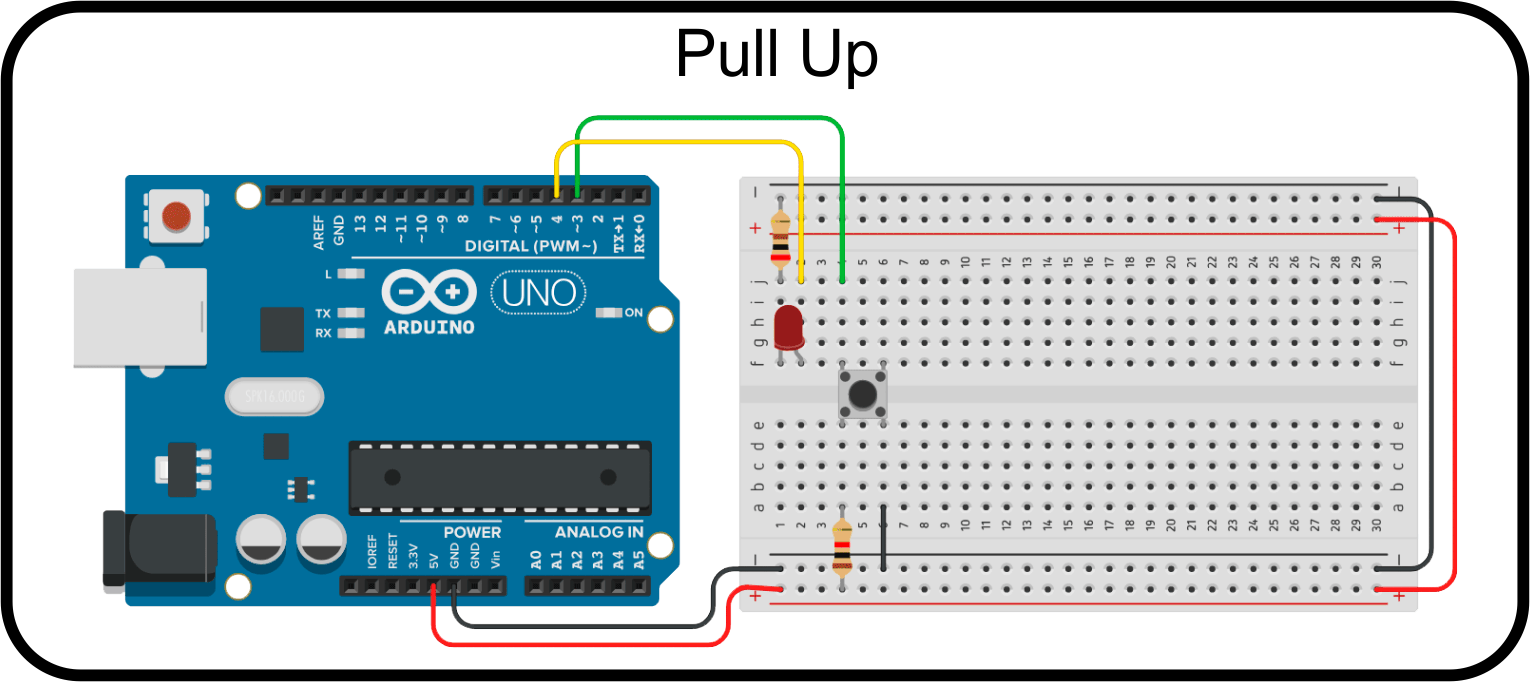 Pull Up
AREF
GND
13
12
~11
~10
~9
8
7
~6
~5
4
~3
2
TX→1
RX←0
DIGITAL (PWM~)
L
TX
RX
ARDUINO
UNO
ON
SPK16.000G
POWER
ANALOG IN
IOREF
RESET
3.3V
5V
GND
GND
Vin
A0
A1
A2
A3
A4
A5
− −
+ +
3 5 6 7 8 9 10 11 12 13 14 15 16 17 18 19 20 21 22 23 24 25 26 27 28 29 30
j j
i i
h h
g g
f f
e e
d d
c c
b b
a a
1 2 3 5 6 7 8 9 10 11 12 13 14 15 16 17 18 19 20 21 22 23 24 25 26 27 28 29 30
− −
+ +